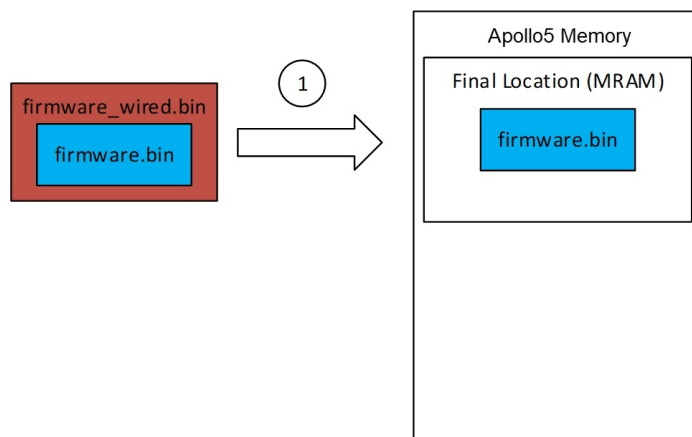 Apollo5 Memory
firmware_wired.bin
firmware.bin
1
Final Location (MRAM)
firmware.bin